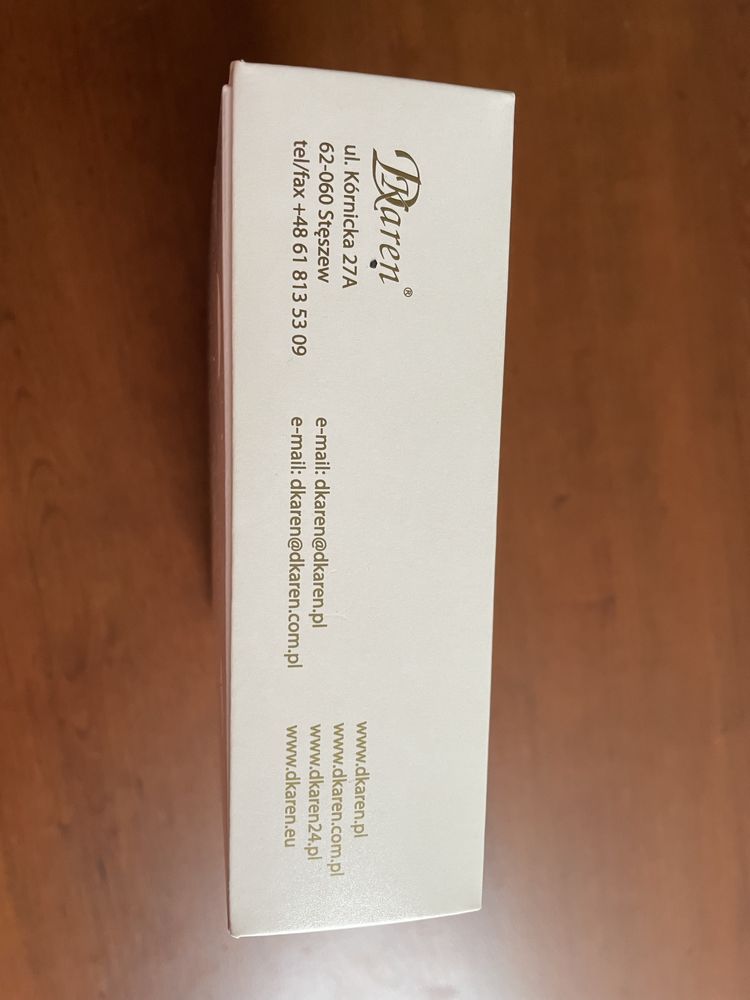 DKaren®
ul. Kórnicka 27A
62-060 Stęszew
tel/fax +48 61 813 53 09
e-mail: dkaren@dkaren.pl
e-mail: dkaren@dkaren.com.pl
www.dkaren.pl
www.dkaren.com.pl
www.dkaren24.pl
www.dkaren.eu